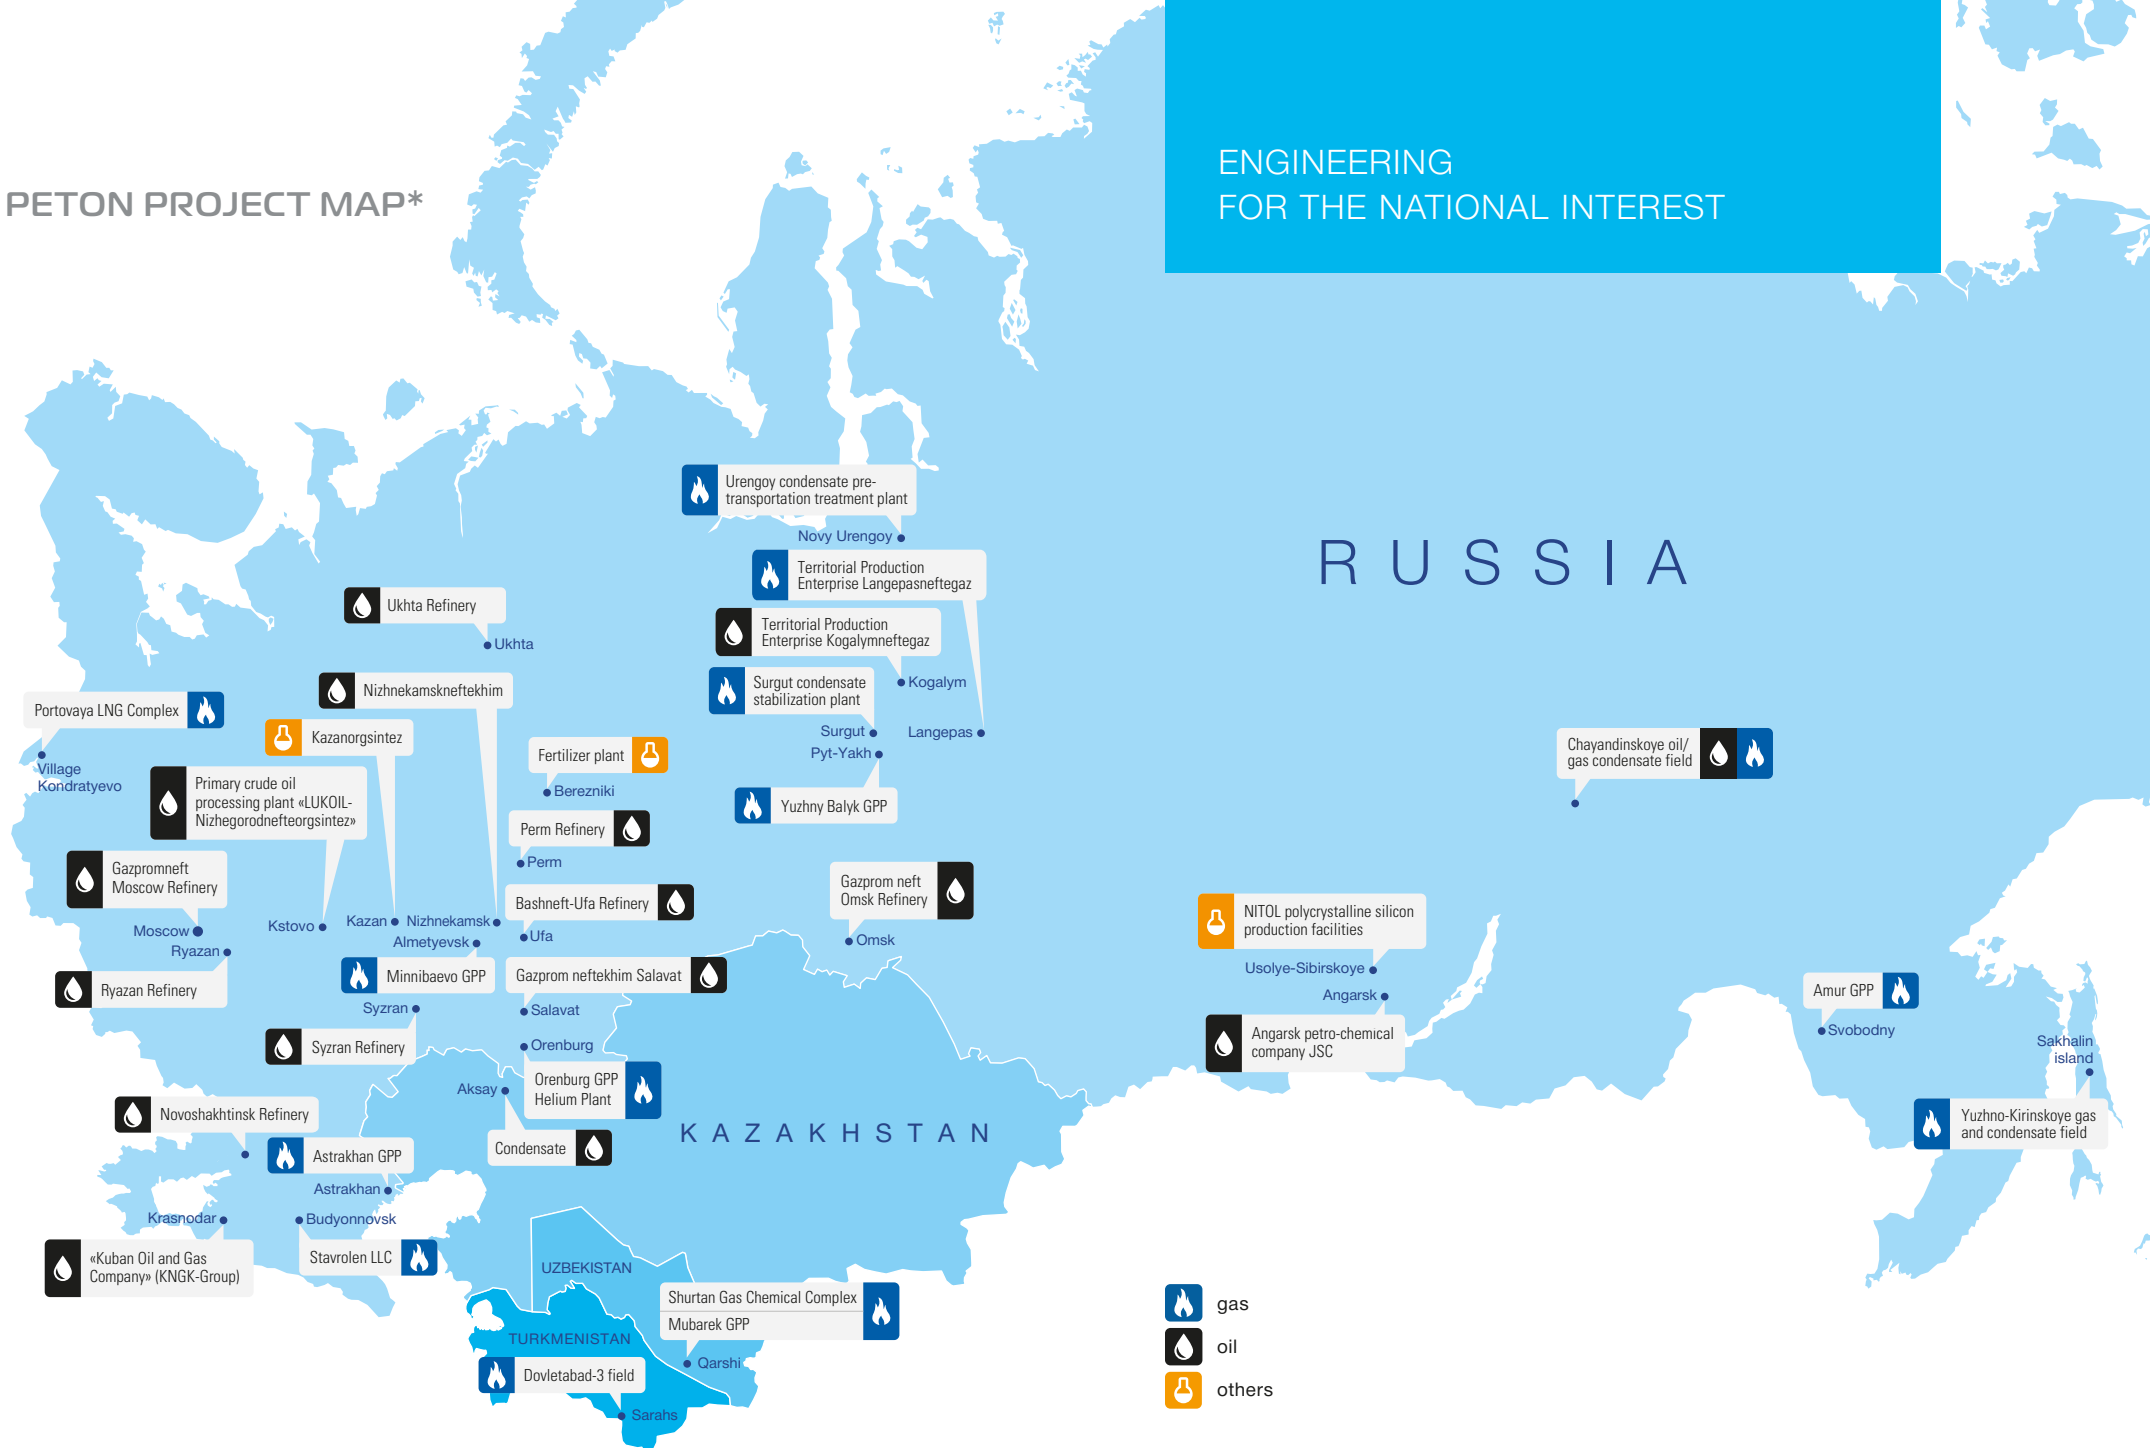 PETON PROJECT MAP*
ENGINEERING
FOR THE NATIONAL INTEREST
RUSSIA
Urengoy condensate pre-
transportation treatment plant
Novy Urengoy
Territorial Production
Enterprise Langepasneftegaz
Territorial Production
Enterprise Kogalymneftegaz
Kogalym
Surgut condensate
stabilization plant
Surgut
Langepas
Pyt-Yakh
Yuzhny Balyk GPP
Ukhta Refinery
Ukhta
Nizhnekamskneftekhim
Portovaya LNG Complex
Village
Kondratyevo
Kazanorgsintez
Fertilizer plant
Berezniki
Primary crude oil
processing plant «LUKOIL-
Nizhegorodnefteorgsintez»
Perm Refinery
Perm
Gazpromneft
Moscow Refinery
Moscow
Ryazan
Ryazan Refinery
Kstovo
Kazan
Nizhnekamsk
Almetyevsk
Minnibaevo GPP
Bashneft-Ufa Refinery
Ufa
Gazprom neftekhim Salavat
Salavat
Gazprom neft
Omsk Refinery
Omsk
Syzran
Syzran Refinery
Orenburg
Orenburg GPP
Helium Plant
Aksay
Condensate
KAZAKHSTAN
Novoshakhtinsk Refinery
Astrakhan GPP
Astrakhan
Krasnodar
Budyonnovsk
«Kuban Oil and Gas
Company» (KNGK-Group)
Stavrolen LLC
UZBEKISTAN
Shurtan Gas Chemical Complex
Mubarek GPP
Qarshi
TURKMENISTAN
Dovletabad-3 field
Sarahs
Chayandinskoye oil/
gas condensate field
NITOL polycrystalline silicon
production facilities
Usolye-Sibirskoye
Angarsk
Angarsk petro-chemical
company JSC
Amur GPP
Svobodny
Sakhalin
island
Yuzhno-Kirinskoye gas
and condensate field
gas
oil
others